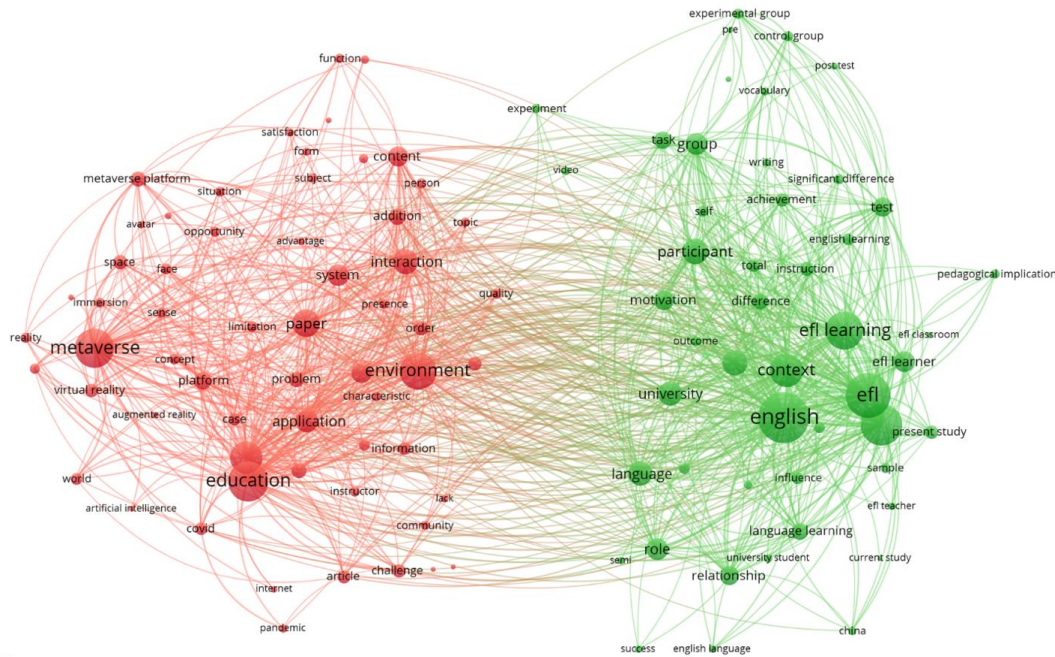 experimental group
pre
control group
function
post test
vocabulary
experiment
satisfaction
task
group
form
content
writing
video
metaverse platform
subject
person
significant difference
situation
achievement
avatar
opportunity
addition
topic
self
test
advantage
english learning
space
face
system
interaction
participant
total
instruction
pedagogical implication
immersion
sense
presence
quality
motivation
difference
reality
metaverse
limitation
paper
order
outcome
efl learning
efl classroom
concept
environment
context
efl learner
virtual reality
platform
problem
characteristic
university
efl
augmented reality
case
application
english
present study
information
education
instructor
language
influence
sample
world
artificial intelligence
lack
efl teacher
covid
community
language learning
role
semi
university student
current study
article
challenge
relationship
internet
pandemic
china
success
english language